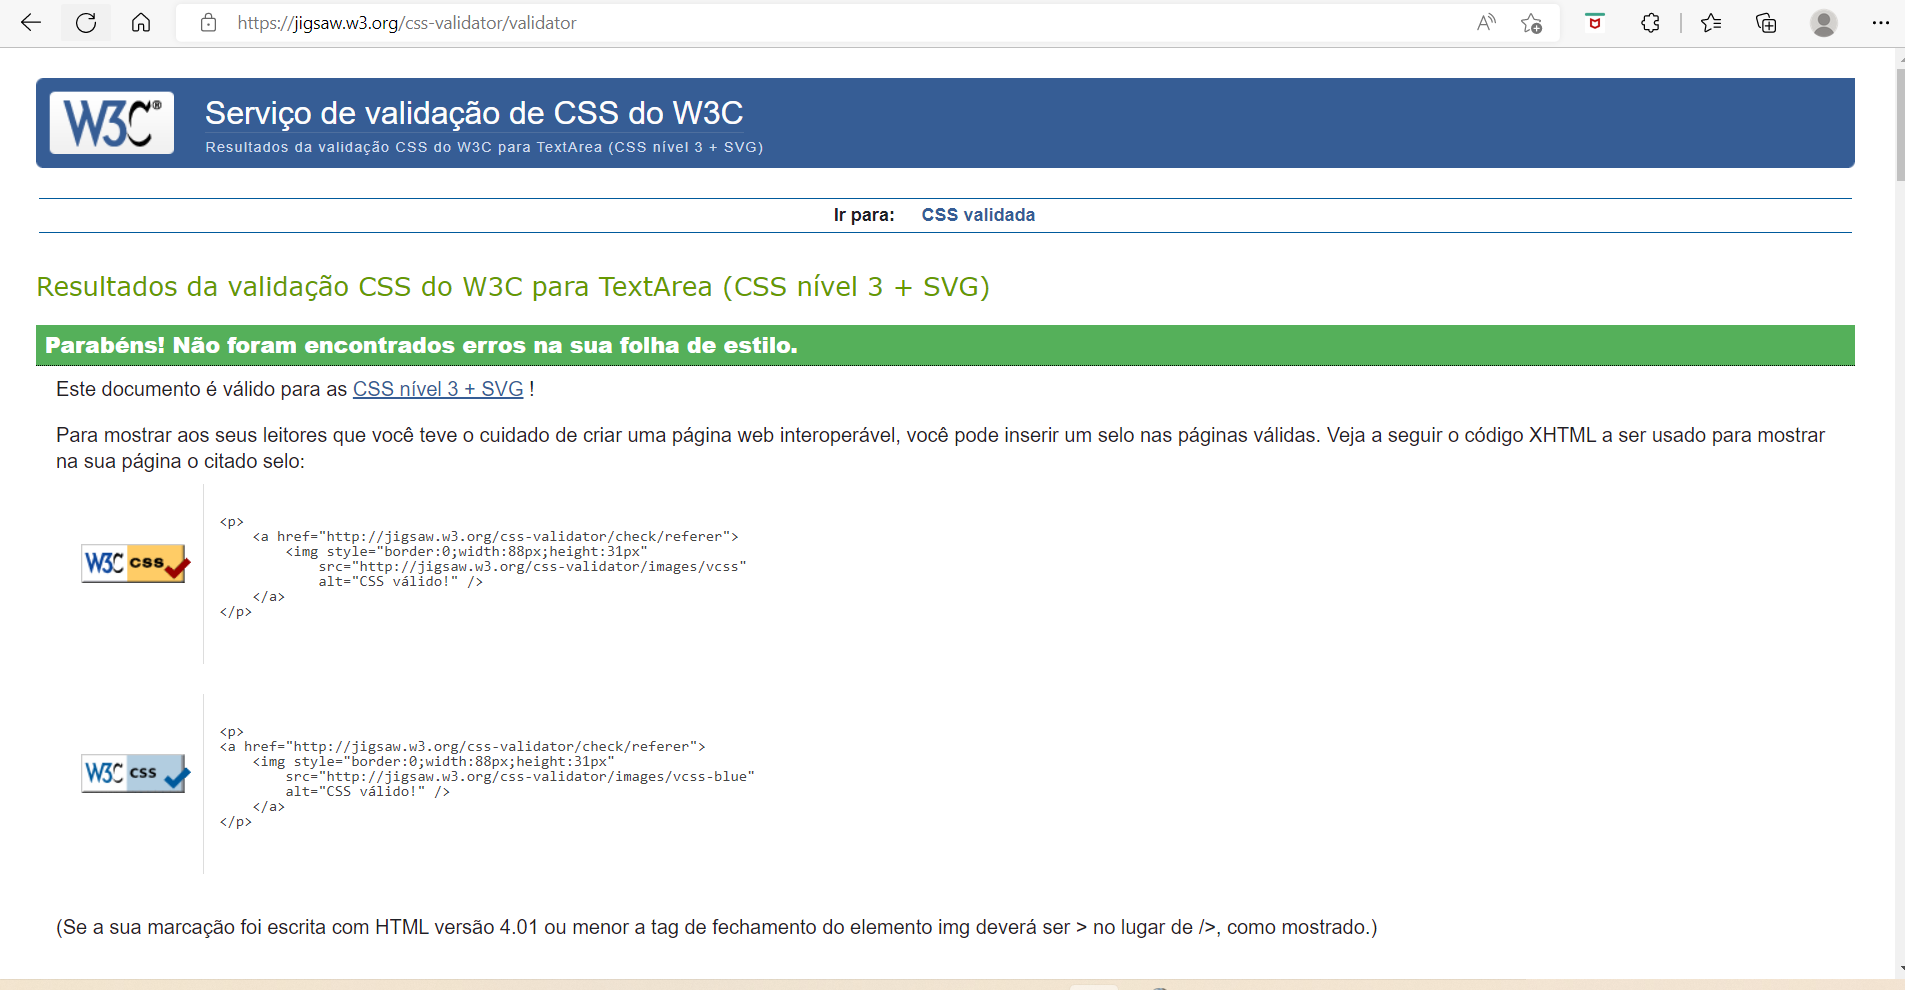 https://jigsaw.w3.org/css-validator/validator
W3C®
Serviço de validação de CSS do W3C
Resultados da validação CSS do W3C para TextArea (CSS nível 3 + SVG)
Ir para: CSS validada
Resultados da validação CSS do W3C para TextArea (CSS nível 3 + SVG)
Parabéns! Não foram encontrados erros na sua folha de estilo.
Este documento é válido para as CSS nível 3 + SVG !
Para mostrar aos seus leitores que você teve o cuidado de criar uma página web interoperável, você pode inserir um selo nas páginas válidas. Veja a seguir o código XHTML a ser usado para mostrar
na sua página o citado selo:
W3C css
<p>
<a href="http://jigsaw.w3.org/css-validator/check/referer">
<img style="border:0;width:88px;height:31px"
src="http://jigsaw.w3.org/css-validator/images/vcss"
alt="CSS válido!" />
</a>
</p>
W3C css
<p>
<a href="http://jigsaw.w3.org/css-validator/check/referer">
<img style="border:0;width:88px;height:31px"
src="http://jigsaw.w3.org/css-validator/images/vcss-blue"
alt="CSS válido!" />
</a>
</p>
(Se a sua marcação foi escrita com HTML versão 4.01 ou menor a tag de fechamento do elemento img deverá ser > no lugar de />, como mostrado.)